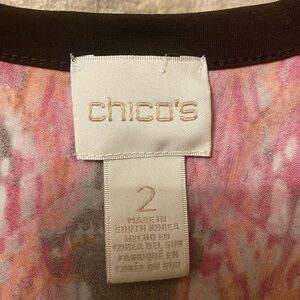 chico's
2
MADE IN
SOUTH KOREA
HECHO EN
COREA DEL SUR
FABRIQUÉ EN
CORÉE DU SUD